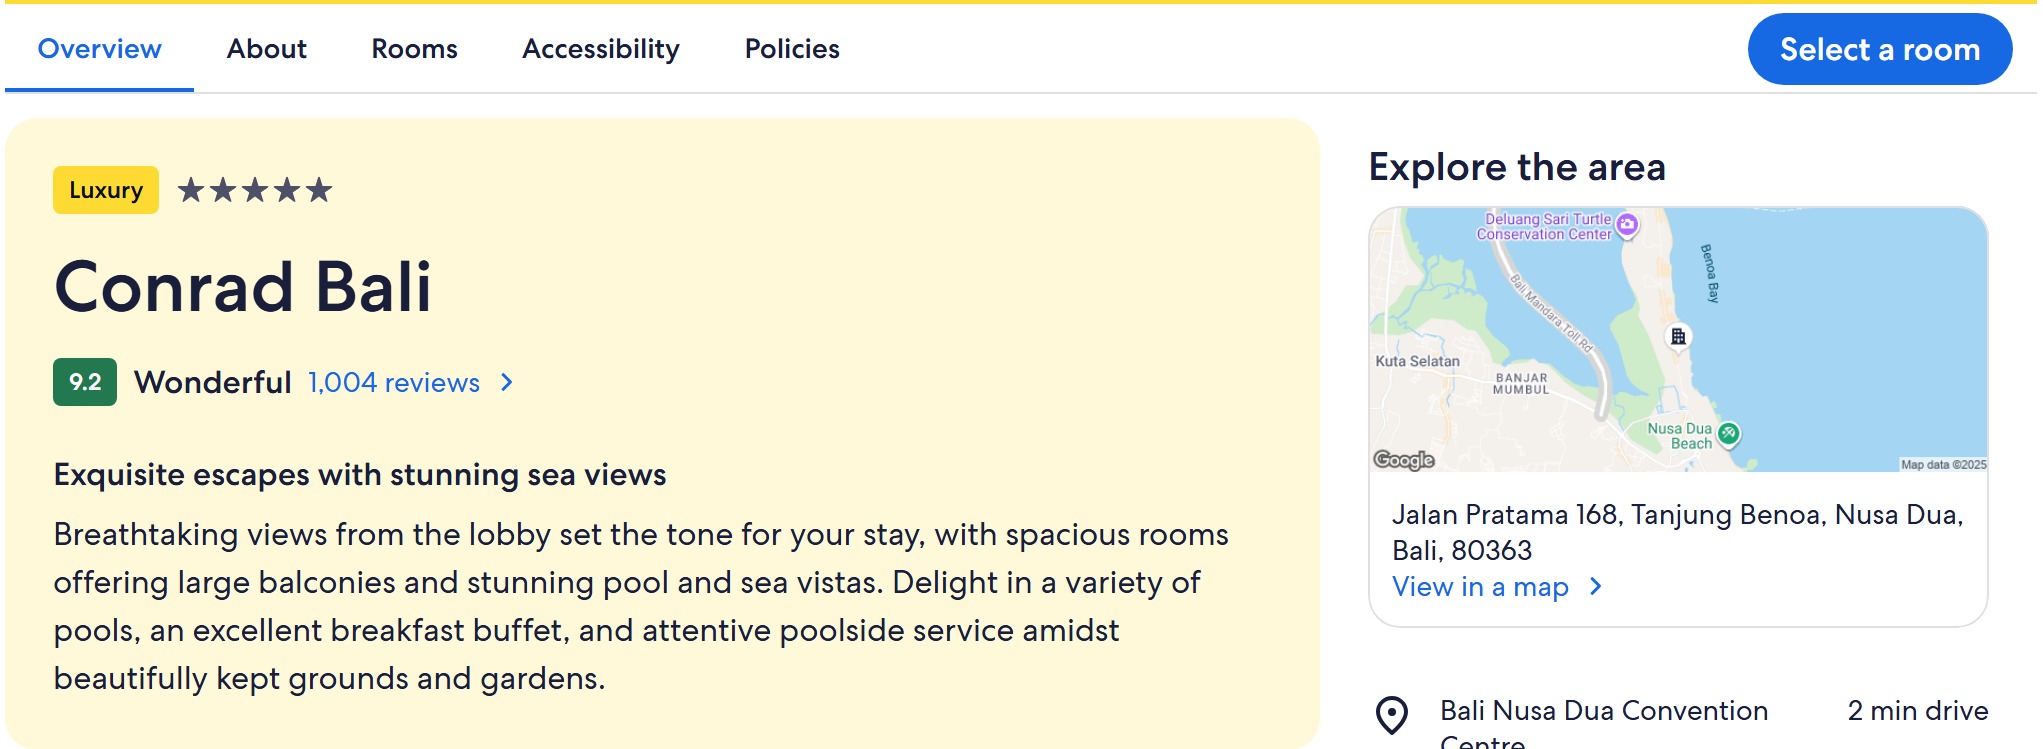 Overview About Rooms Accessibility Policies Select a room
Luxury
Conrad Bali
9.2 Wonderful 1,004 reviews
Exquisite escapes with stunning sea views
Breathtaking views from the lobby set the tone for your stay, with spacious rooms
offering large balconies and stunning pool and sea vistas. Delight in a variety of
pools, an excellent breakfast buffet, and attentive poolside service amidst
beautifully kept grounds and gardens.
Explore the area
Deluang Sari Turtle
Conservation Center
Benoa Bay
Bali Mandara Toll Rd
Kuta Selatan
BANJAR
MUMBUL
Nusa Dua
Beach
Google
Map data ©2025
Jalan Pratama 168, Tanjung Benoa, Nusa Dua,
Bali, 80363
View in a map
Bali Nusa Dua Convention 2 min drive
Centre